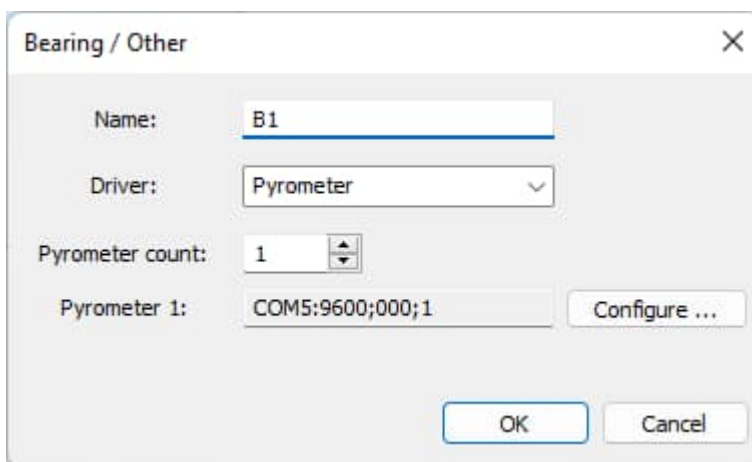 Bearing / Other
Name: B1
Driver: Pyrometer
Pyrometer count: 1
Pyrometer 1: COM5:9600;000;1 Configure ...
OK Cancel